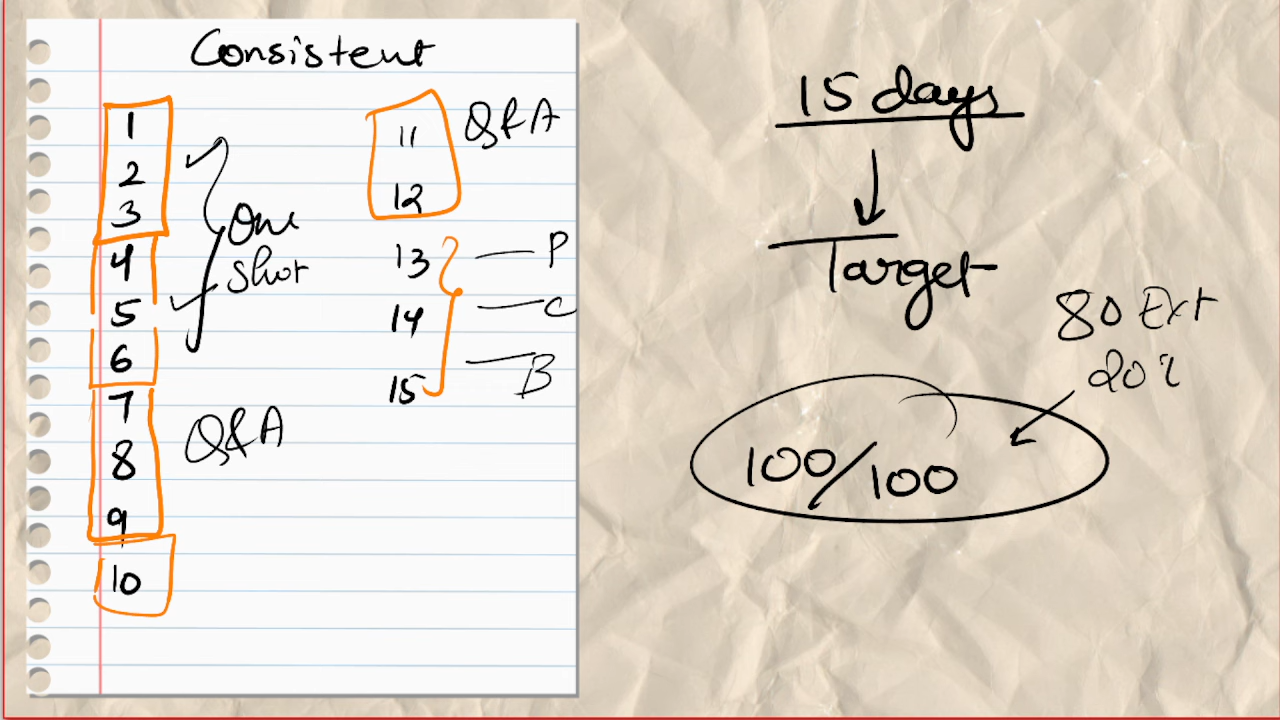 Consistent
1
2
3
4
5
6
One
Shot
7
8
9
Q&A
10
11
12
Q&A
13 — P
14 — C
15 — B
15 days
Target
80 Ext
100/100